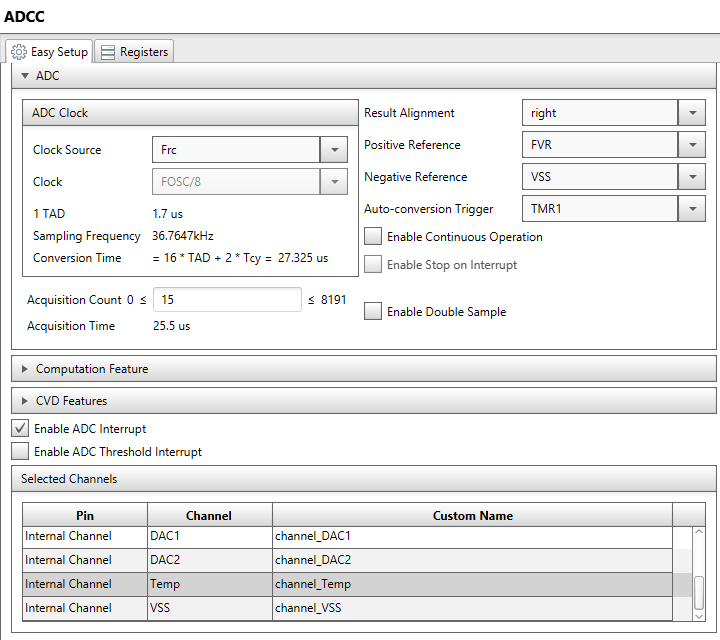 ADCC
Easy Setup
Registers
ADC
ADC Clock
Clock Source Frc
Clock FOSC/8
1 TAD 1.7 us
Sampling Frequency 36.7647kHz
Conversion Time = 16 * TAD + 2 * Tcy = 27.325 us
Result Alignment right
Positive Reference FVR
Negative Reference VSS
Auto-conversion Trigger TMR1
Enable Continuous Operation
Enable Stop on Interrupt
Acquisition Count 0 ≤ 15 ≤ 8191
Enable Double Sample
Acquisition Time 25.5 us
Computation Feature
CVD Features
Enable ADC Interrupt
Enable ADC Threshold Interrupt
Selected Channels
Pin Channel Custom Name
Internal Channel DAC1 channel_DAC1
Internal Channel DAC2 channel_DAC2
Internal Channel Temp channel_Temp
Internal Channel VSS channel_VSS